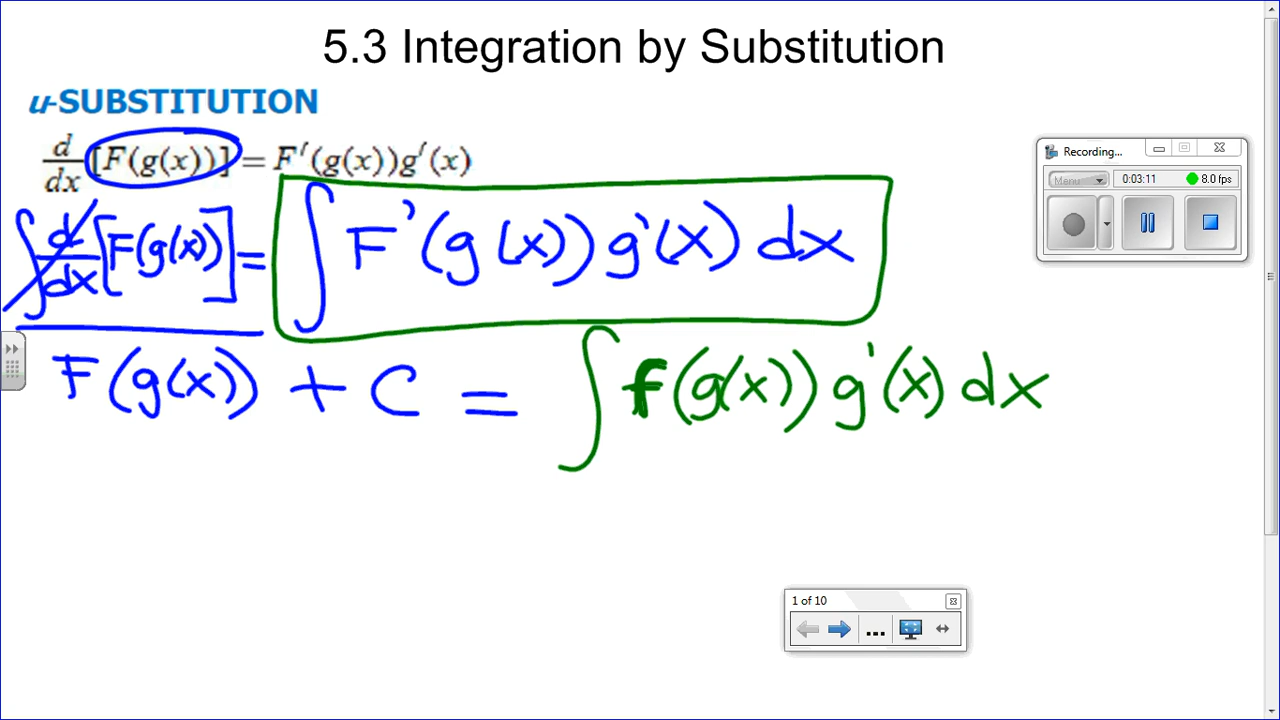 5.3 Integration by Substitution
u-SUBSTITUTION
d/dx [F(g(x))] = F′(g(x))g′(x)
∫ d/dx [F(g(x))] = ∫ F'(g(x)) g'(x) dx
F(g(x)) + C = ∫ f(g(x)) g'(x) dx
Recording...
Menu
0:03:11
8.0 fps
1 of 10
...